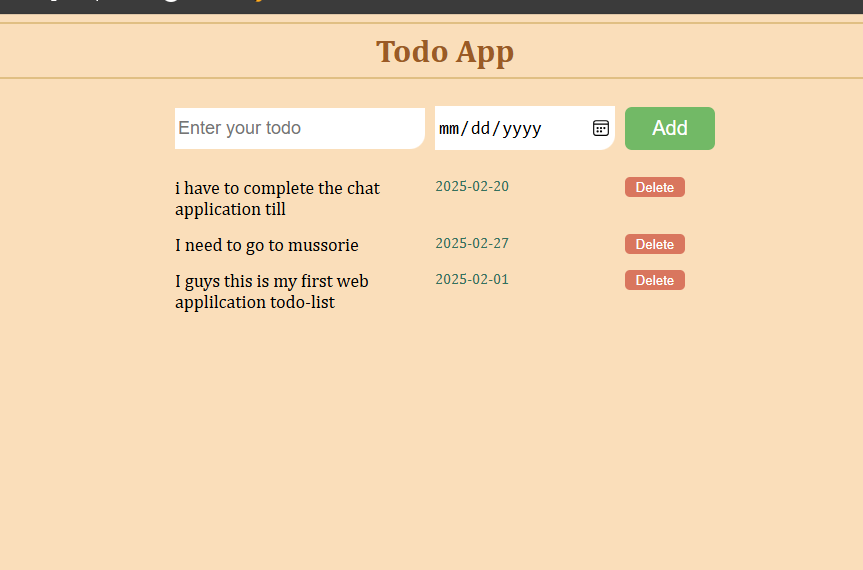 Todo App
Enter your todo
mm/dd/yyyy
Add
i have to complete the chat
application till
2025-02-20
Delete
I need to go to mussorie
2025-02-27
Delete
I guys this is my first web
applilcation todo-list
2025-02-01
Delete